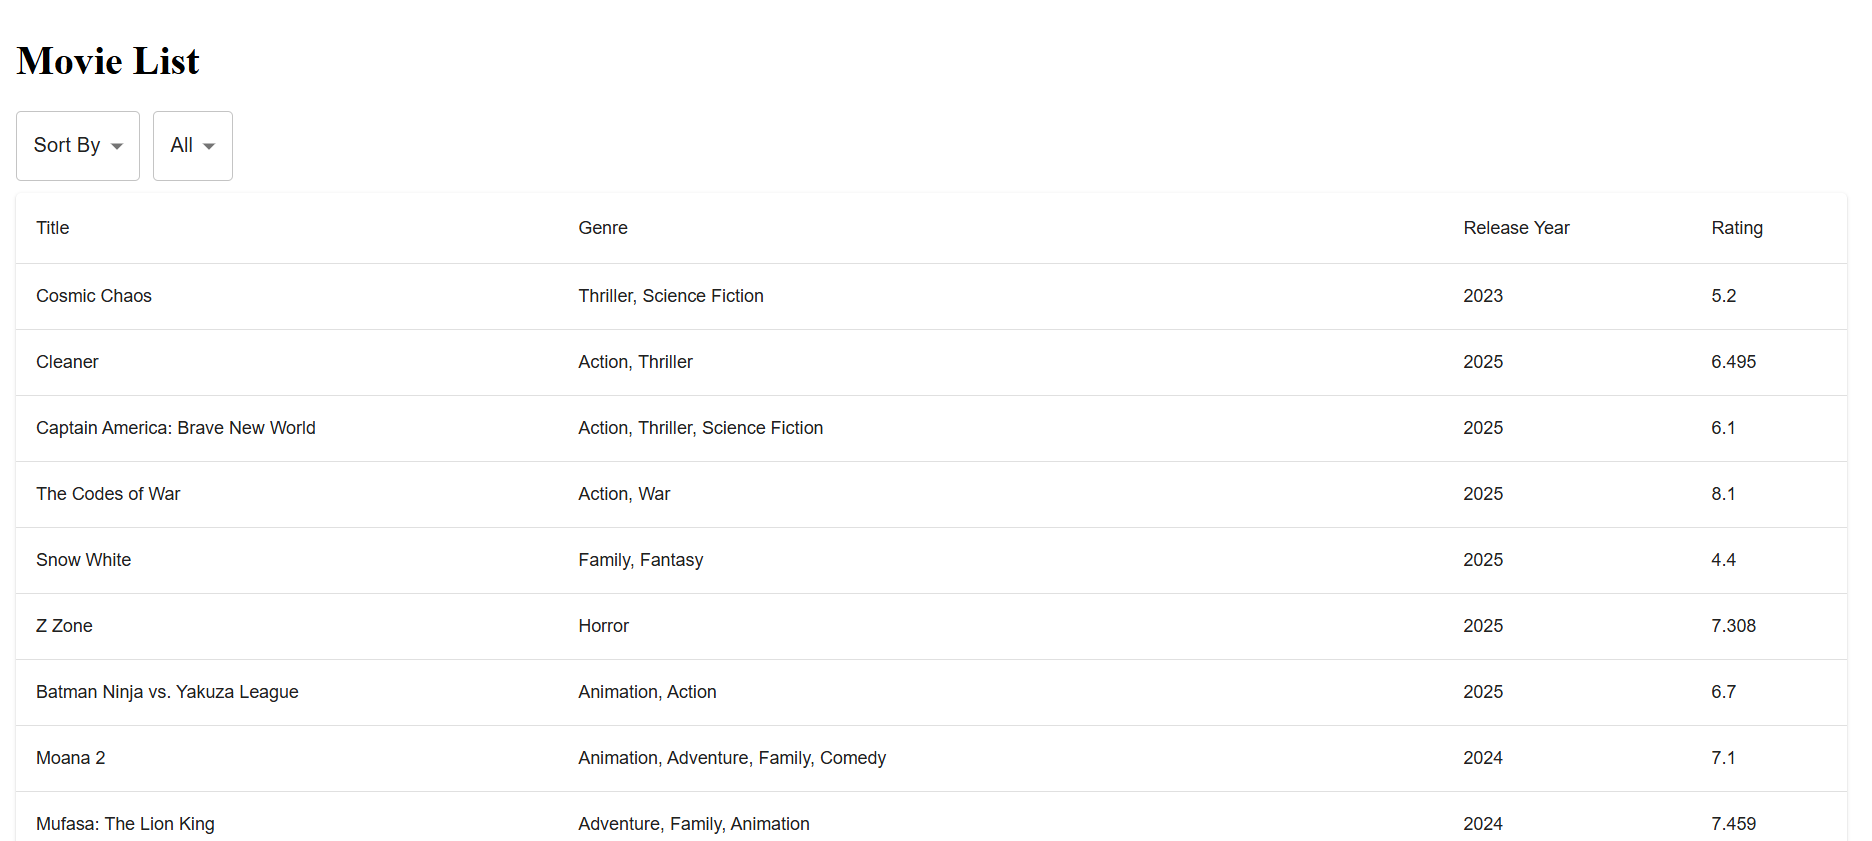 Movie List
Sort By All
Title Genre Release Year Rating
Cosmic Chaos Thriller, Science Fiction 2023 5.2
Cleaner Action, Thriller 2025 6.495
Captain America: Brave New World Action, Thriller, Science Fiction 2025 6.1
The Codes of War Action, War 2025 8.1
Snow White Family, Fantasy 2025 4.4
Z Zone Horror 2025 7.308
Batman Ninja vs. Yakuza League Animation, Action 2025 6.7
Moana 2 Animation, Adventure, Family, Comedy 2024 7.1
Mufasa: The Lion King Adventure, Family, Animation 2024 7.459